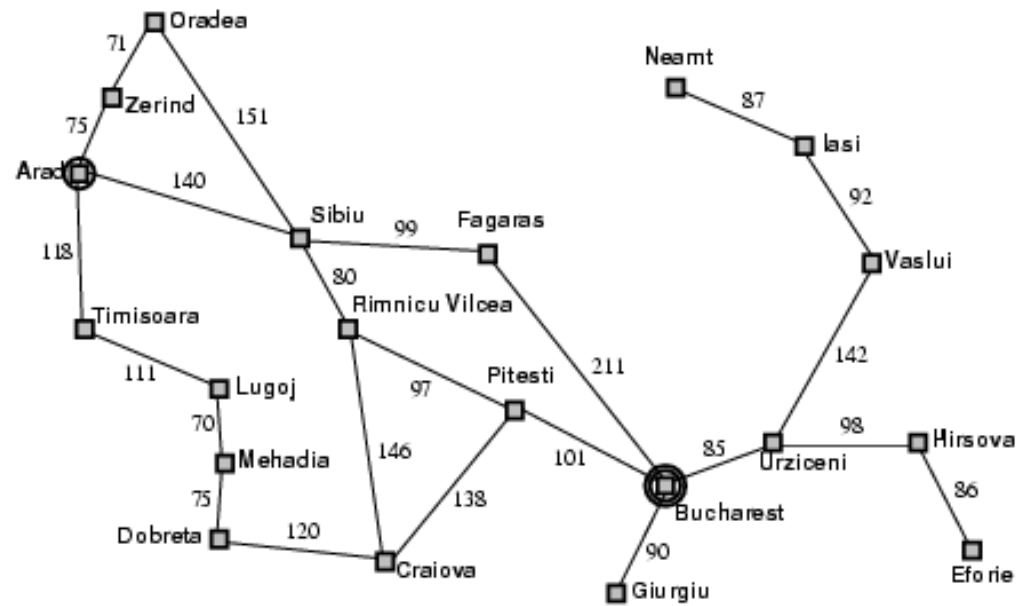 Oradea
71
Neamt
87
Zerind
75
151
Iasi
Arad
140
92
Sibiu
Fagaras
99
118
80
Vaslui
Rimnicu Vilcea
Timisoara
142
111
97
Pitesti
211
Lugoj
70
98
Hirsova
146
85
Urziceni
Mehadia
101
86
75
138
Bucharest
Dobreta
120
90
Craiova
Eforie
Giurgiu